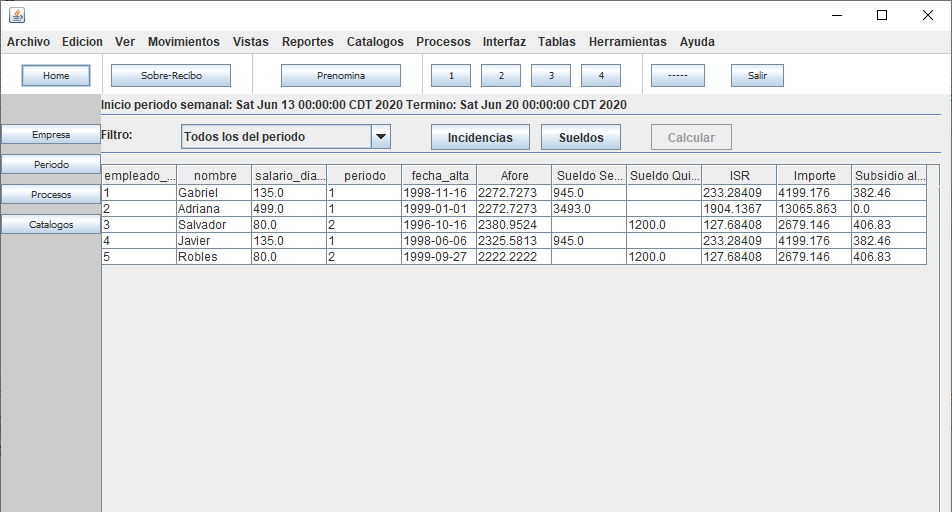 Archivo Edicion Ver Movimientos Vistas Reportes Catalogos Procesos Interfaz Tablas Herramientas Ayuda
Home Sobre-Recibo Prenomina 1 2 3 4 ----- Salir
Inicio periodo semanal: Sat Jun 13 00:00:00 CDT 2020 Termino: Sat Jun 20 00:00:00 CDT 2020
Empresa
Periodo
Procesos
Catalogos
Filtro: Todos los del periodo Incidencias Sueldos Calcular
empleado_... nombre salario_dia... periodo fecha_alta Afore Sueldo Se... Sueldo Qui... ISR Importe Subsidio al...
1 Gabriel 135.0 1 1998-11-16 2272.7273 945.0 233.28409 4199.176 382.46
2 Adriana 499.0 1 1999-01-01 2272.7273 3493.0 1904.1367 13065.863 0.0
3 Salvador 80.0 2 1996-10-16 2380.9524 1200.0 127.68408 2679.146 406.83
4 Javier 135.0 1 1998-06-06 2325.5813 945.0 233.28409 4199.176 382.46
5 Robles 80.0 2 1999-09-27 2222.2222 1200.0 127.68408 2679.146 406.83